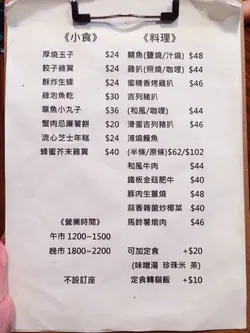 《小食》
厚燒玉子 $24
餃子雞翼 $24
酥炸生蠔 $24
雞泡魚乾 $30
章魚小丸子 $36
蟹肉忌廉薯餅 $20
流心芝士年糕 $24
蜂蜜芥末雞翼 $40
《料理》
鯖魚(鹽燒/汁燒) $48
雞扒(照燒/咖哩) $44
蜜糖香烤雞扒 $46
吉列豬扒
(和風/咖哩) $44
滑蛋吉列豬扒 $46
浦燒鰻魚
(半條/原條)$62/$102
和風牛肉 $44
鐵板金菇肥牛 $40
豚肉生薑燒 $48
蒜香雜菌炒椰菜 $40
馬鈴薯燴肉 $44
《營業時間》
午市 1200~1500
晚市 1800~2200
不設訂座
可加定食 +$20
(味噌湯 珍珠米 茶)
定食轉貓飯 +$10